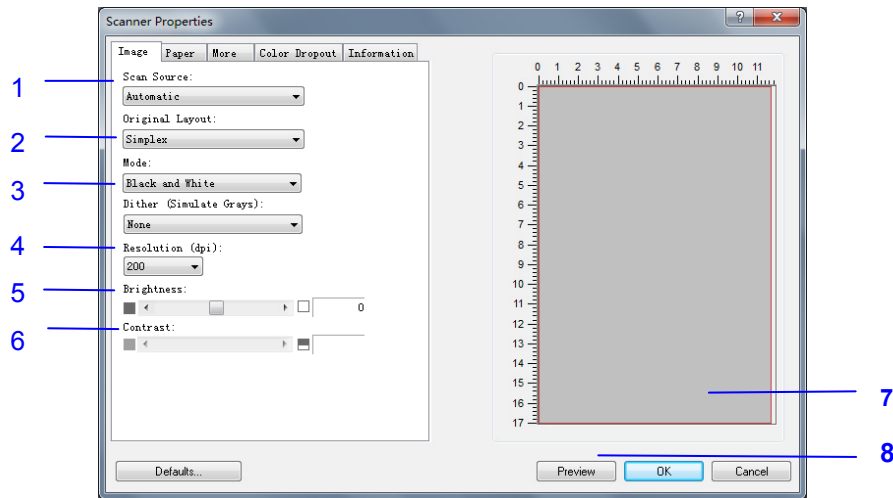 Scanner Properties
?
Image Paper More Color Dropout Information
1
Scan Source:
Automatic
Original Layout:
2
Simplex
Mode:
3
Black and White
Dither (Simulate Grays):
None
4
Resolution (dpi):
200
5
Brightness:
0
6
Contrast:
0 1 2 3 4 5 6 7 8 9 10 11
0
1
2
3
4
5
6
7
8
9
10
11
12
13
14
15
16
17
7
8
Defaults...
Preview OK Cancel